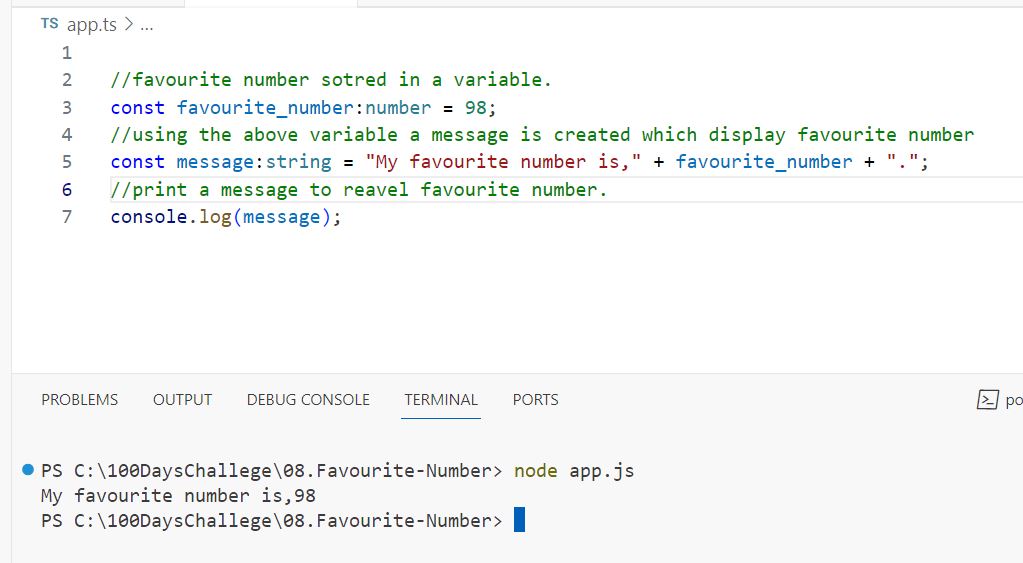 TS app.ts > ...
1
2 //favourite number sotred in a variable.
3 const favourite_number:number = 98;
4 //using the above variable a message is created which display favourite number
5 const message:string = "My favourite number is," + favourite_number + ".";
6 //print a message to reavel favourite number.
7 console.log(message);
PROBLEMS OUTPUT DEBUG CONSOLE TERMINAL PORTS po
PS C:\100DaysChallege\08.Favourite-Number> node app.js
My favourite number is,98
PS C:\100DaysChallege\08.Favourite-Number>